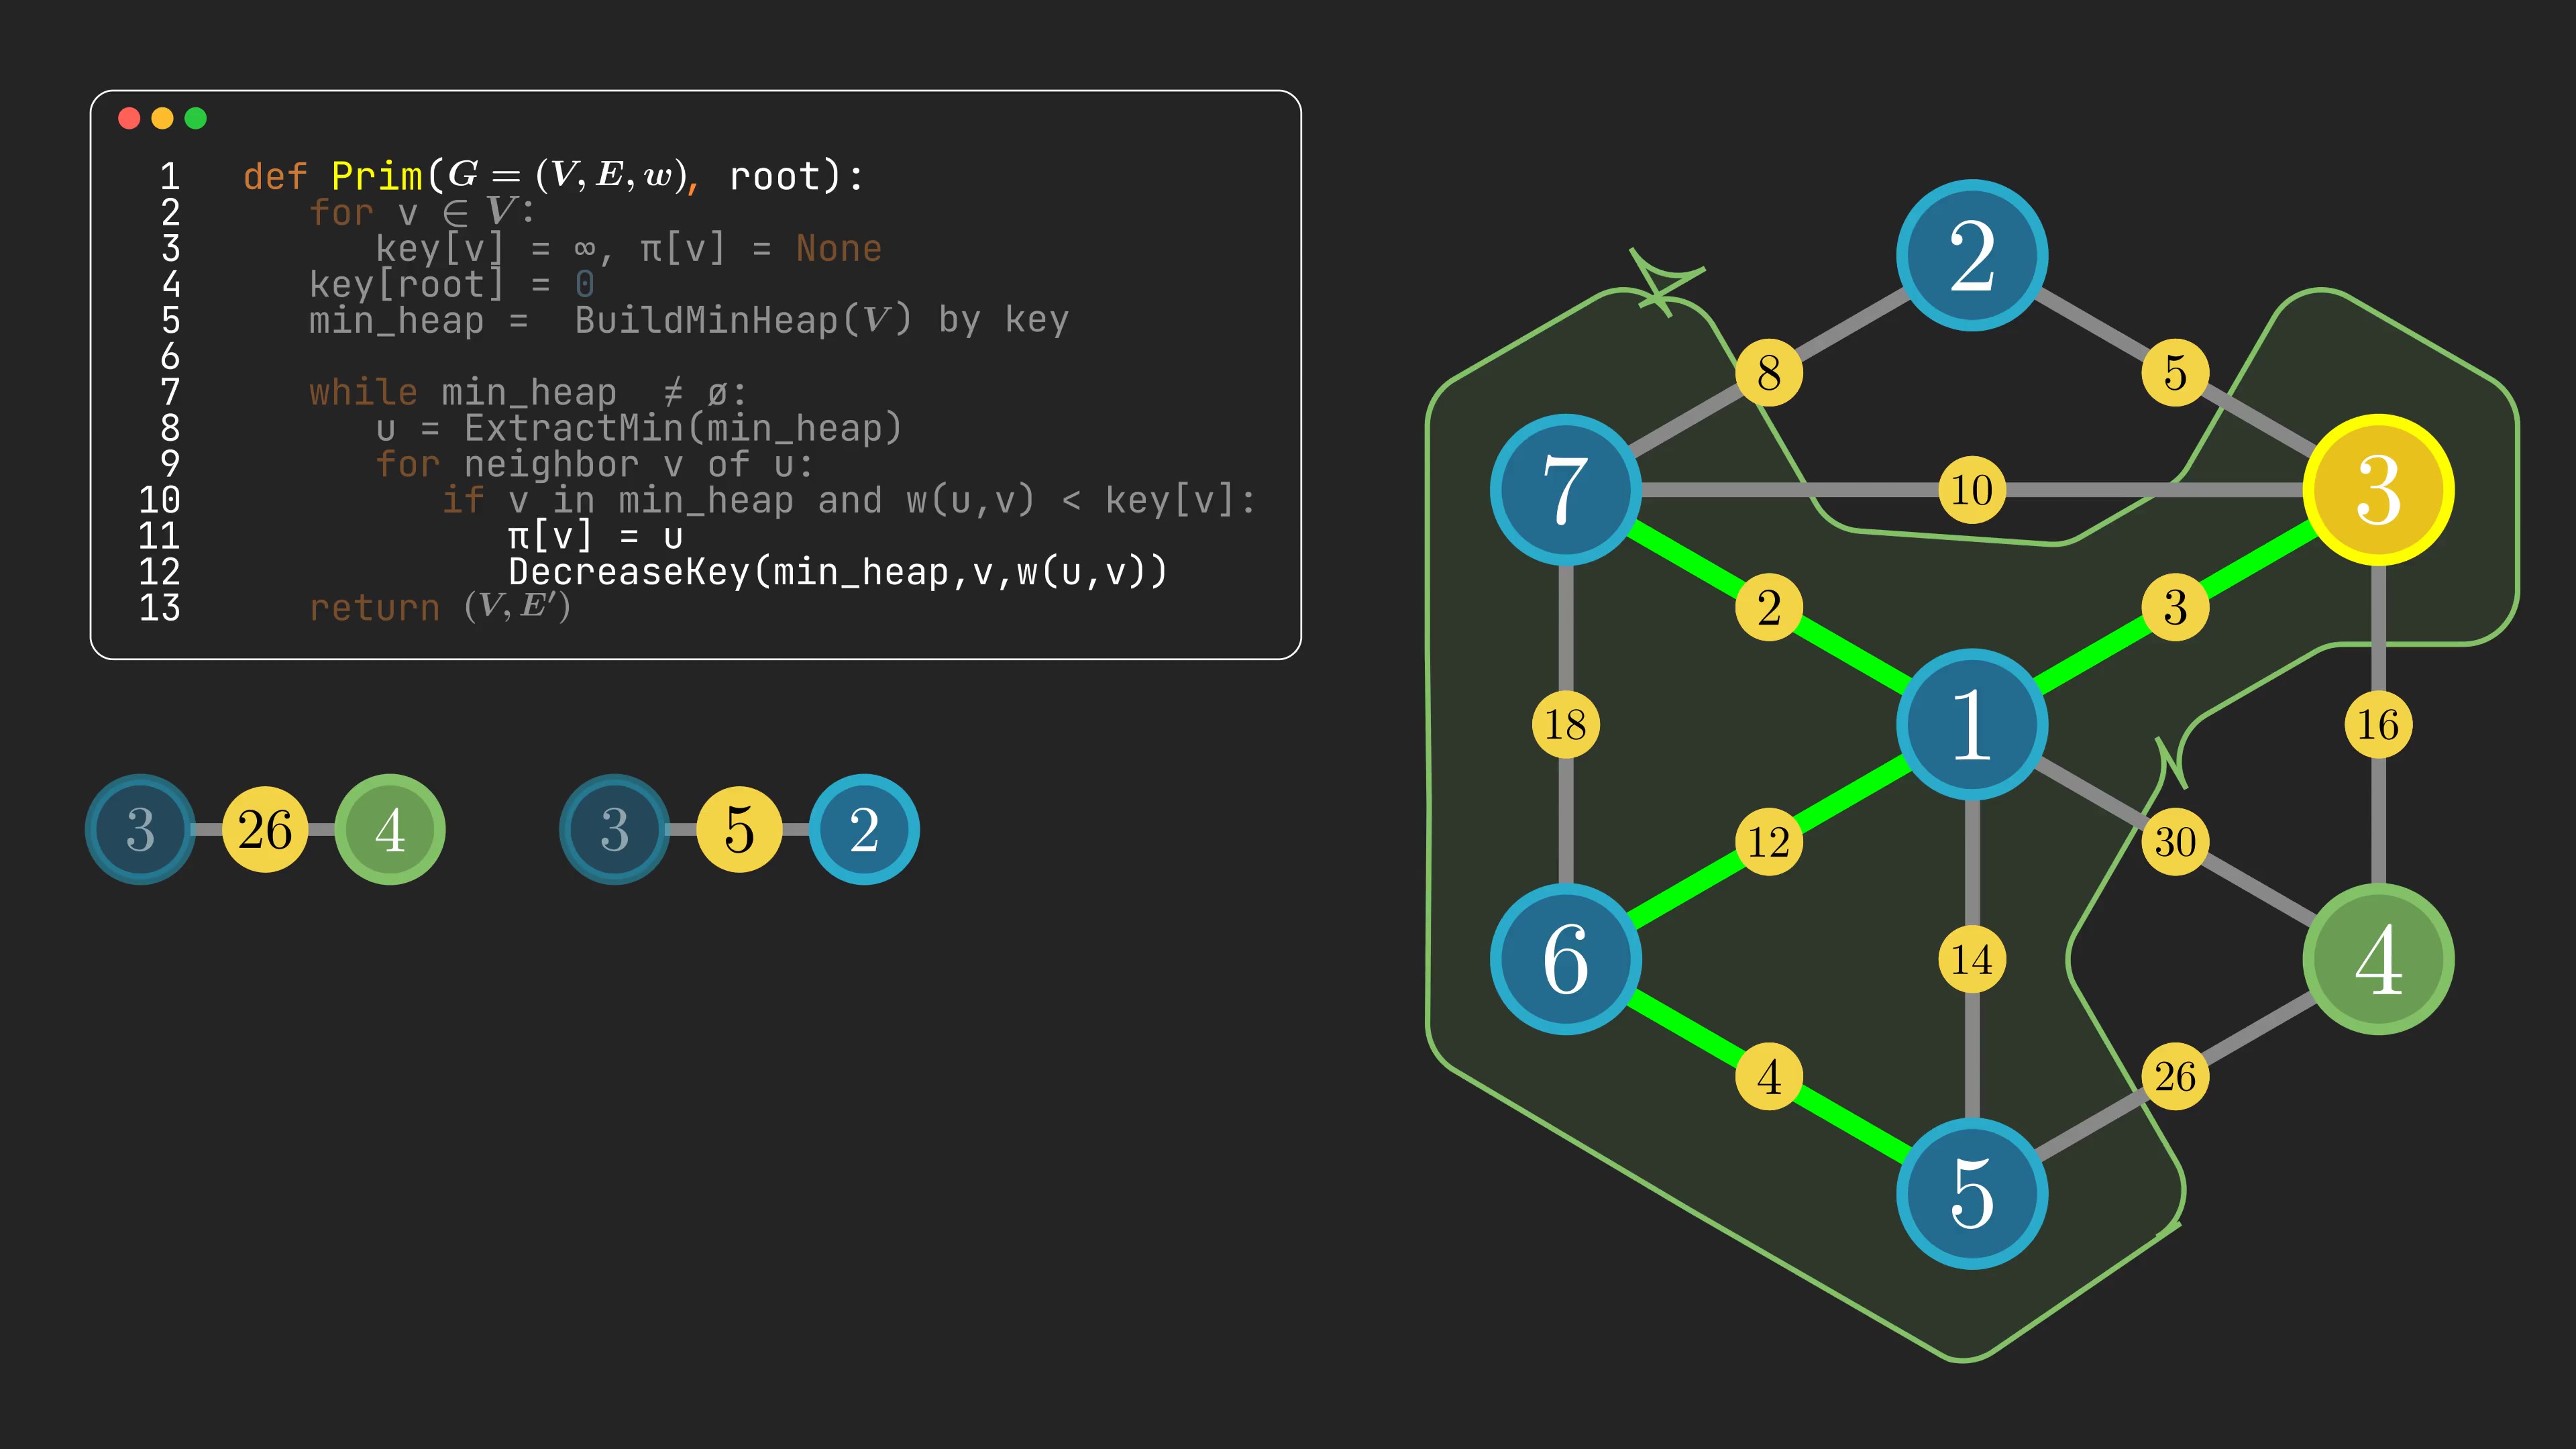 1 def Prim(G = (V, E, w), root):
2 for v ∈ V:
3 key[v] = ∞, π[v] = None
4 key[root] = 0
5 min_heap = BuildMinHeap(V) by key
6
7 while min_heap ≠ ø:
8 u = ExtractMin(min_heap)
9 for neighbor v of u:
10 if v in min_heap and w(u,v) < key[v]:
11 π[v] = u
12 DecreaseKey(min_heap,v,w(u,v))
13 return (V, E′)
3 26 4
3 5 2
2
8 5
7 10 3
2 3
18 1 16
12 30
6 14 4
4 26
5